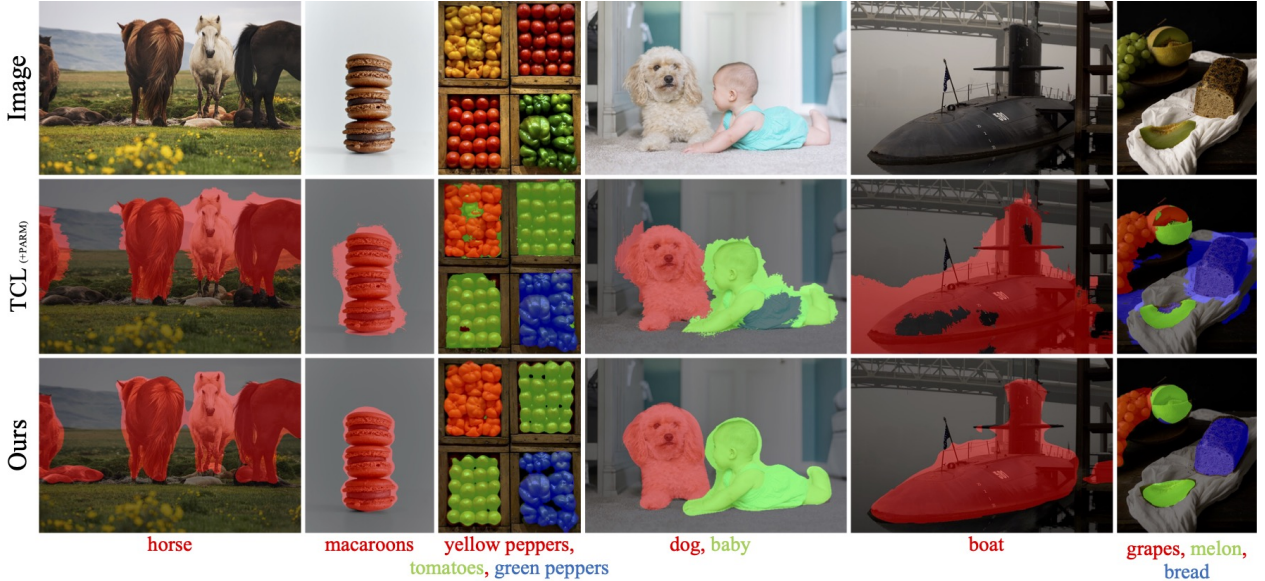 Image
TCL (+PARM)
Ours
horse
macaroons
yellow peppers,
tomatoes, green peppers
dog, baby
boat
grapes, melon,
bread